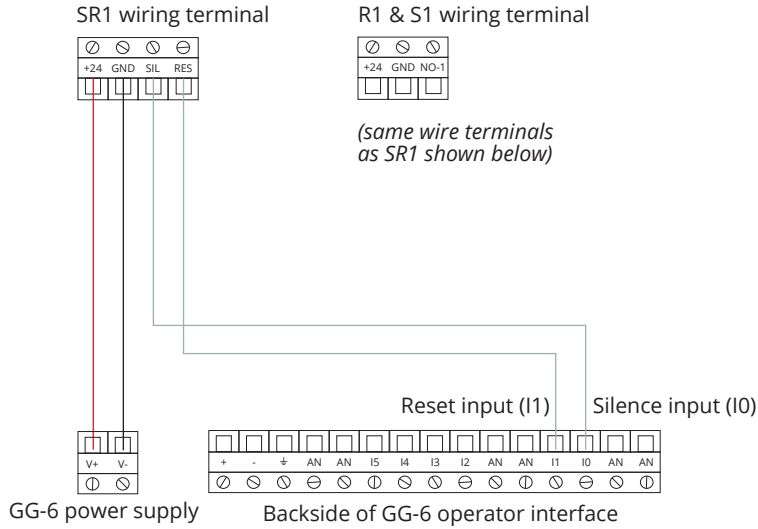 SR1 wiring terminal
+24 GND SIL RES
R1 & S1 wiring terminal
+24 GND NO-1
(same wire terminals
as SR1 shown below)
Reset input (I1)
Silence input (I0)
V+ V-
+ - ⏚ AN AN I5 I4 I3 I2 AN AN I1 I0 AN AN
GG-6 power supply
Backside of GG-6 operator interface